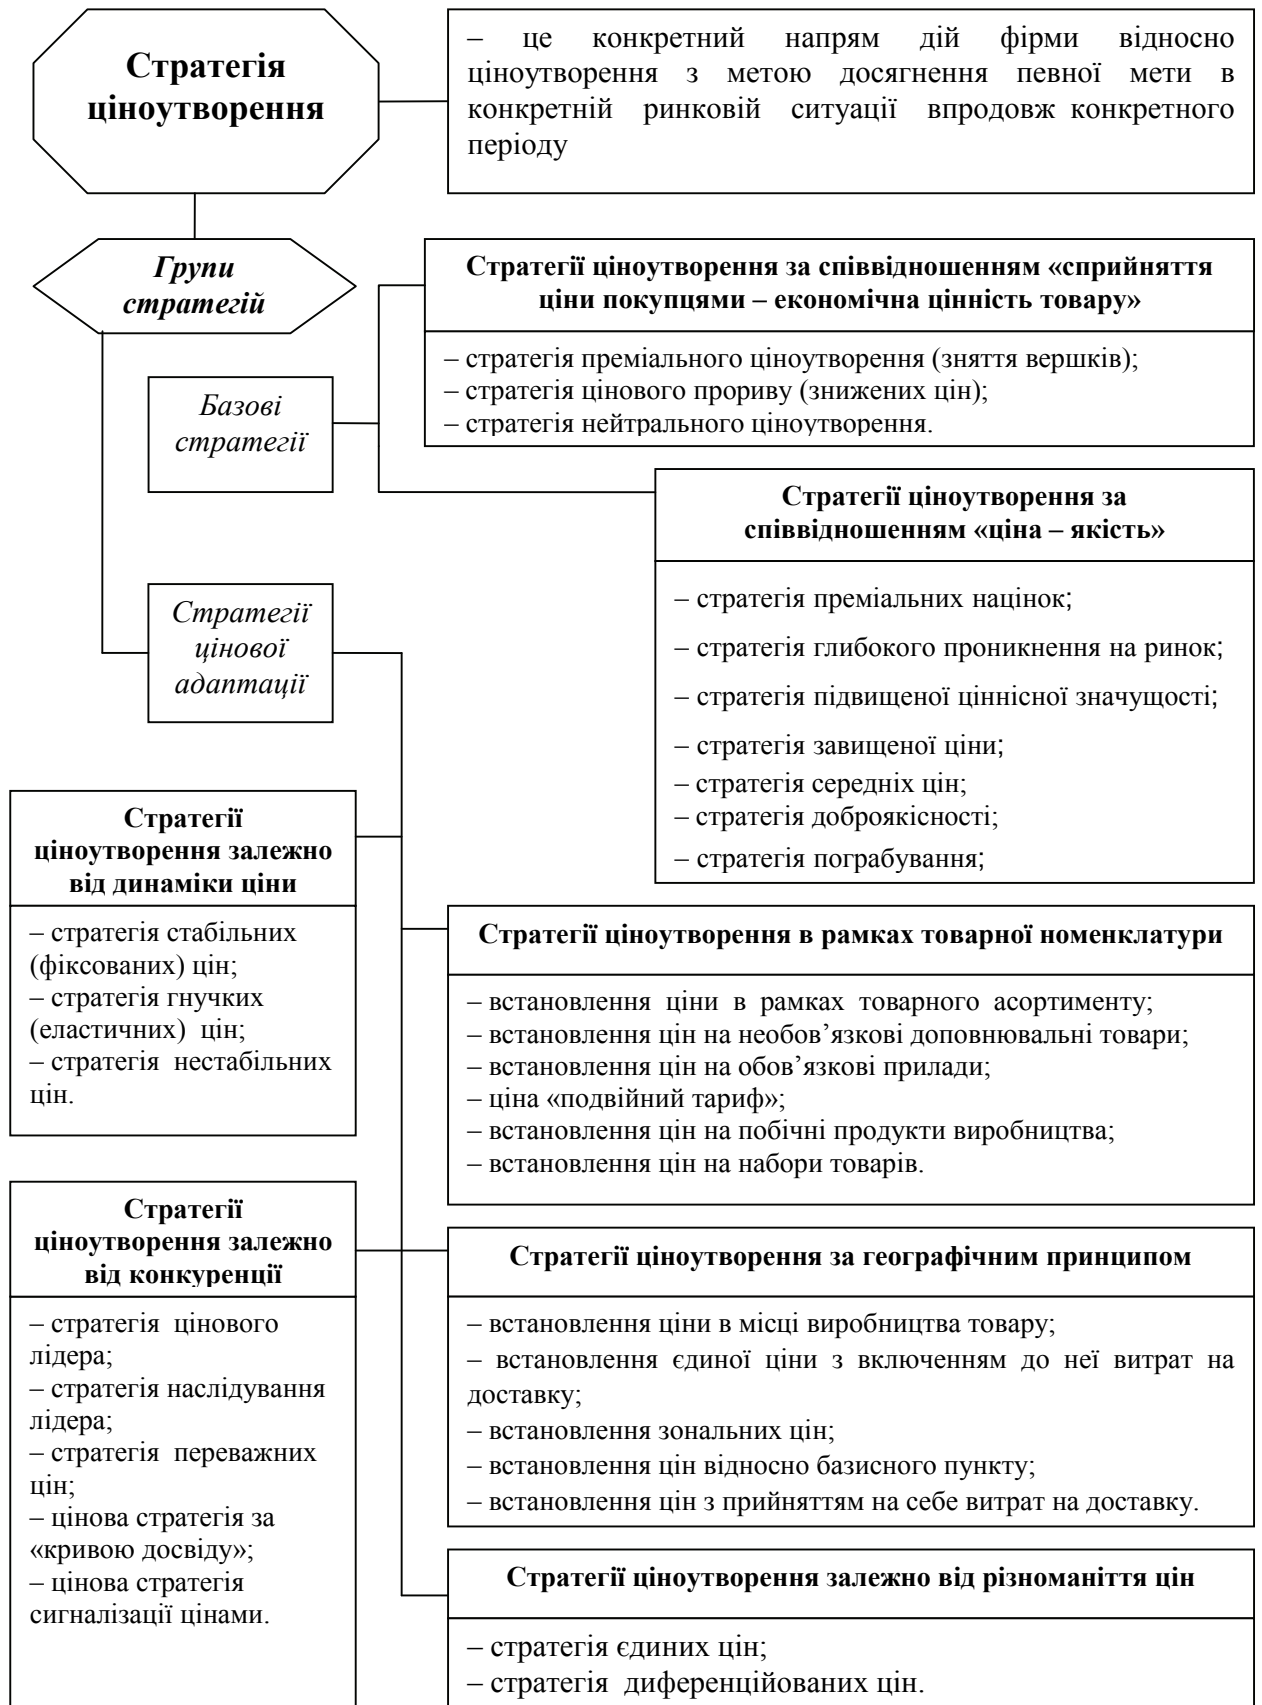 Стратегія
ціноутворення
– це конкретний напрям дій фірми відносно
ціноутворення з метою досягнення певної мети в
конкретній ринковій ситуації впродовж конкретного
періоду
Групи
стратегій
Стратегії ціноутворення за співвідношенням «сприйняття
ціни покупцями – економічна цінність товару»
– стратегія преміального ціноутворення (зняття вершків);
– стратегія цінового прориву (знижених цін);
– стратегія нейтрального ціноутворення.
Базові
стратегії
Стратегії ціноутворення за
співвідношенням «ціна – якість»
– стратегія преміальних націнок;
– стратегія глибокого проникнення на ринок;
– стратегія підвищеної ціннісної значущості;
– стратегія завищеної ціни;
– стратегія середніх цін;
– стратегія доброякісності;
– стратегія пограбування;
Стратегії
цінової
адаптації
Стратегії
ціноутворення залежно
від динаміки ціни
– стратегія стабільних
(фіксованих) цін;
– стратегія гнучких
(еластичних) цін;
– стратегія нестабільних
цін.
Стратегії ціноутворення в рамках товарної номенклатури
– встановлення ціни в рамках товарного асортименту;
– встановлення цін на необов’язкові доповнювальні товари;
– встановлення цін на обов’язкові прилади;
– ціна «подвійний тариф»;
– встановлення цін на побічні продукти виробництва;
– встановлення цін на набори товарів.
Стратегії
ціноутворення залежно
від конкуренції
– стратегія цінового
лідера;
– стратегія наслідування
лідера;
– стратегія переважних
цін;
– цінова стратегія за
«кривою досвіду»;
– цінова стратегія
сигналізації цінами.
Стратегії ціноутворення за географічним принципом
– встановлення ціни в місці виробництва товару;
– встановлення єдиної ціни з включенням до неї витрат на
доставку;
– встановлення зональних цін;
– встановлення цін відносно базисного пункту;
– встановлення цін з прийняттям на себе витрат на доставку.
Стратегії ціноутворення залежно від різноманіття цін
– стратегія єдиних цін;
– стратегія диференційованих цін.